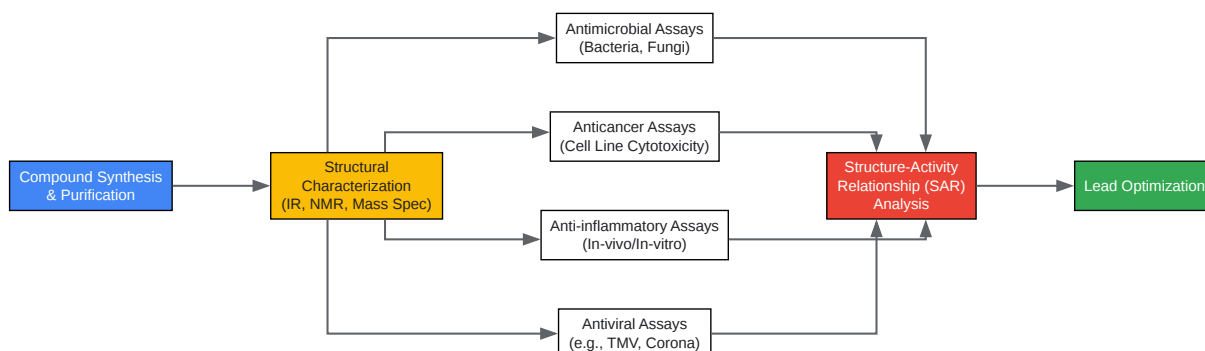 Compound Synthesis
& Purification
Structural
Characterization
(IR, NMR, Mass Spec)
Antimicrobial Assays
(Bacteria, Fungi)
Anticancer Assays
(Cell Line Cytotoxicity)
Anti-inflammatory Assays
(In-vivo/In-vitro)
Antiviral Assays
(e.g., TMV, Corona)
Structure-Activity
Relationship (SAR)
Analysis
Lead Optimization